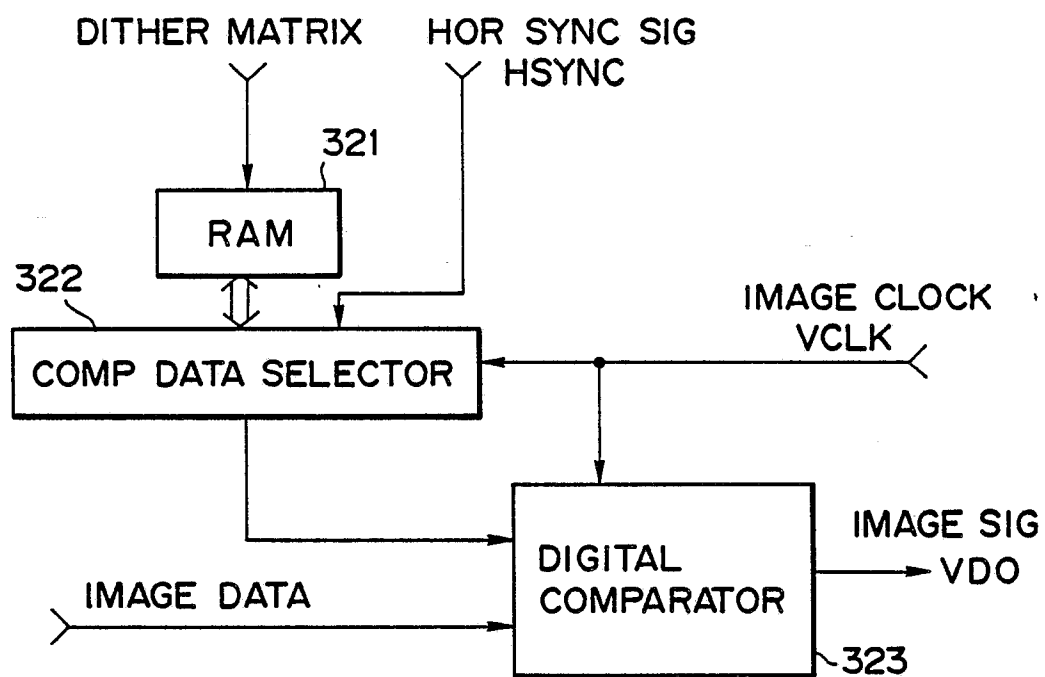 DITHER MATRIX
HOR SYNC SIG
HSYNC
321
RAM
322
IMAGE CLOCK
VCLK
COMP DATA SELECTOR
IMAGE SIG
VDO
DIGITAL
COMPARATOR
IMAGE DATA
323